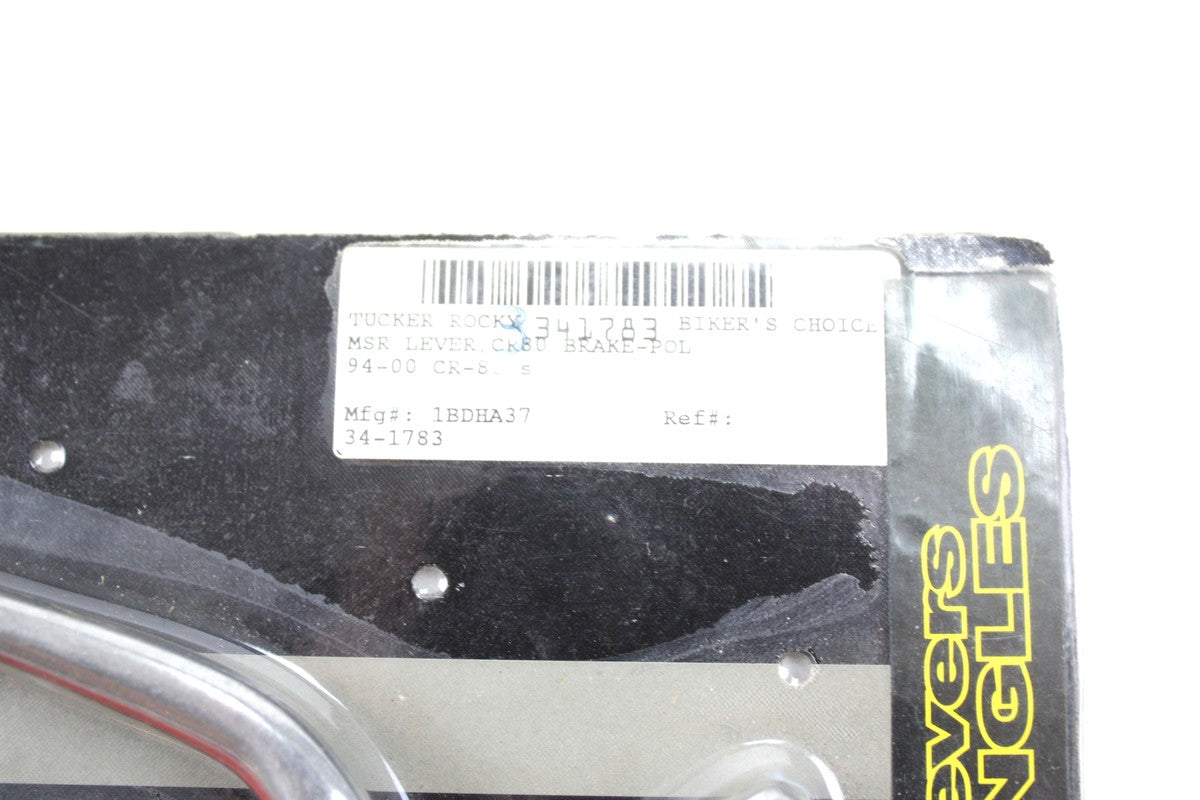 TUCKER ROCKY 341783 BIKER'S CHOICE
MSR LEVER,CR80 BRAKE-POL
94-00 CR-8 s
Mfg#: 1BDHA37 Ref#:
34-1783
evers
NGLES